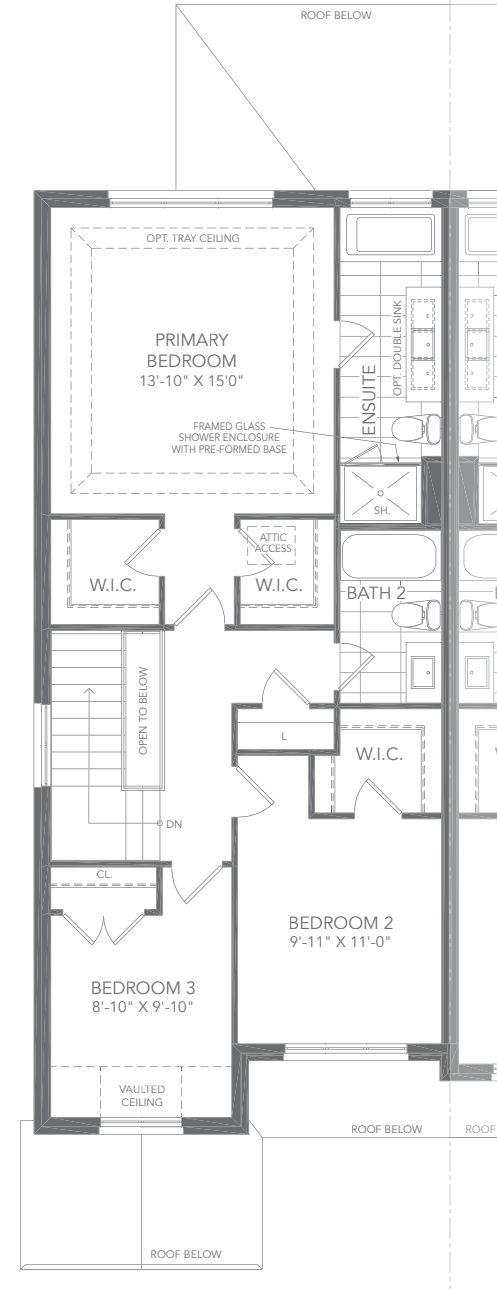 ROOF BELOW
OPT. TRAY CEILING
PRIMARY
BEDROOM
13'-10" X 15'0"
OPT. DOUBLE SINK
ENSUITE
FRAMED GLASS
SHOWER ENCLOSURE
WITH PRE-FORMED BASE
SH.
ATTIC
ACCESS
W.I.C.
W.I.C.
BATH 2
OPEN TO BELOW
L
W.I.C.
DN
CL.
BEDROOM 2
9'-11" X 11'-0"
BEDROOM 3
8'-10" X 9'-10"
VAULTED
CEILING
ROOF BELOW
ROOF
ROOF BELOW